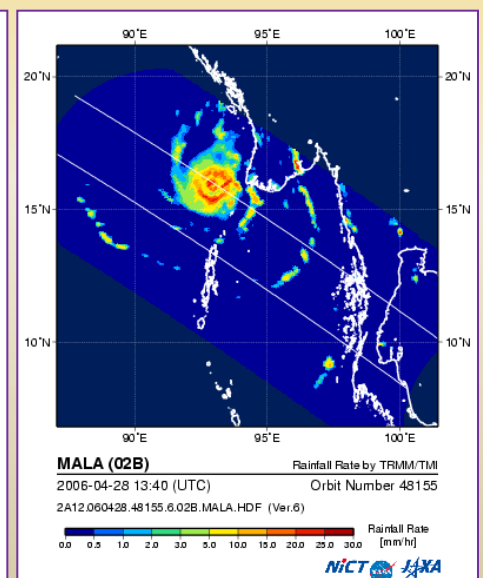 90˚E 95˚E 100˚E
20˚N 20˚N
15˚N 15˚N
10˚N 10˚N
90˚E 95˚E 100˚E
MALA (02B) Rainfall Rate by TRMM/TMI
2006-04-28 13:40 (UTC) Orbit Number 48155
2A12.060428.48155.6.02B.MALA.HDF (Ver.6)
Rainfall Rate
0.0 0.5 1.0 2.0 3.0 5.0 10.0 15.0 20.0 25.0 30.0 [mm/hr]
NiCT NASA JAXA